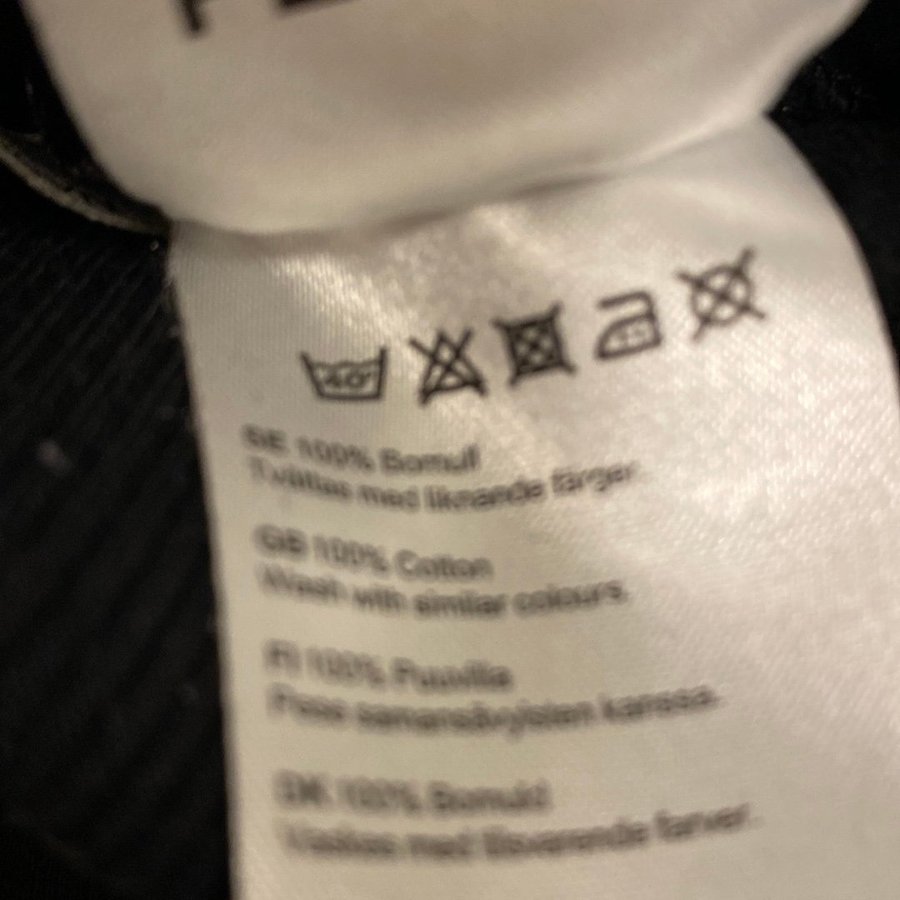 40°
SE 100% Bomull
Tvättas med liknande färger.
GB 100% Cotton
Wash with similar colours.
FI 100% Puuvilla
Pese samansävyisten kanssa.
DK 100% Bomuld
Vaskes med tilsvarende farver.